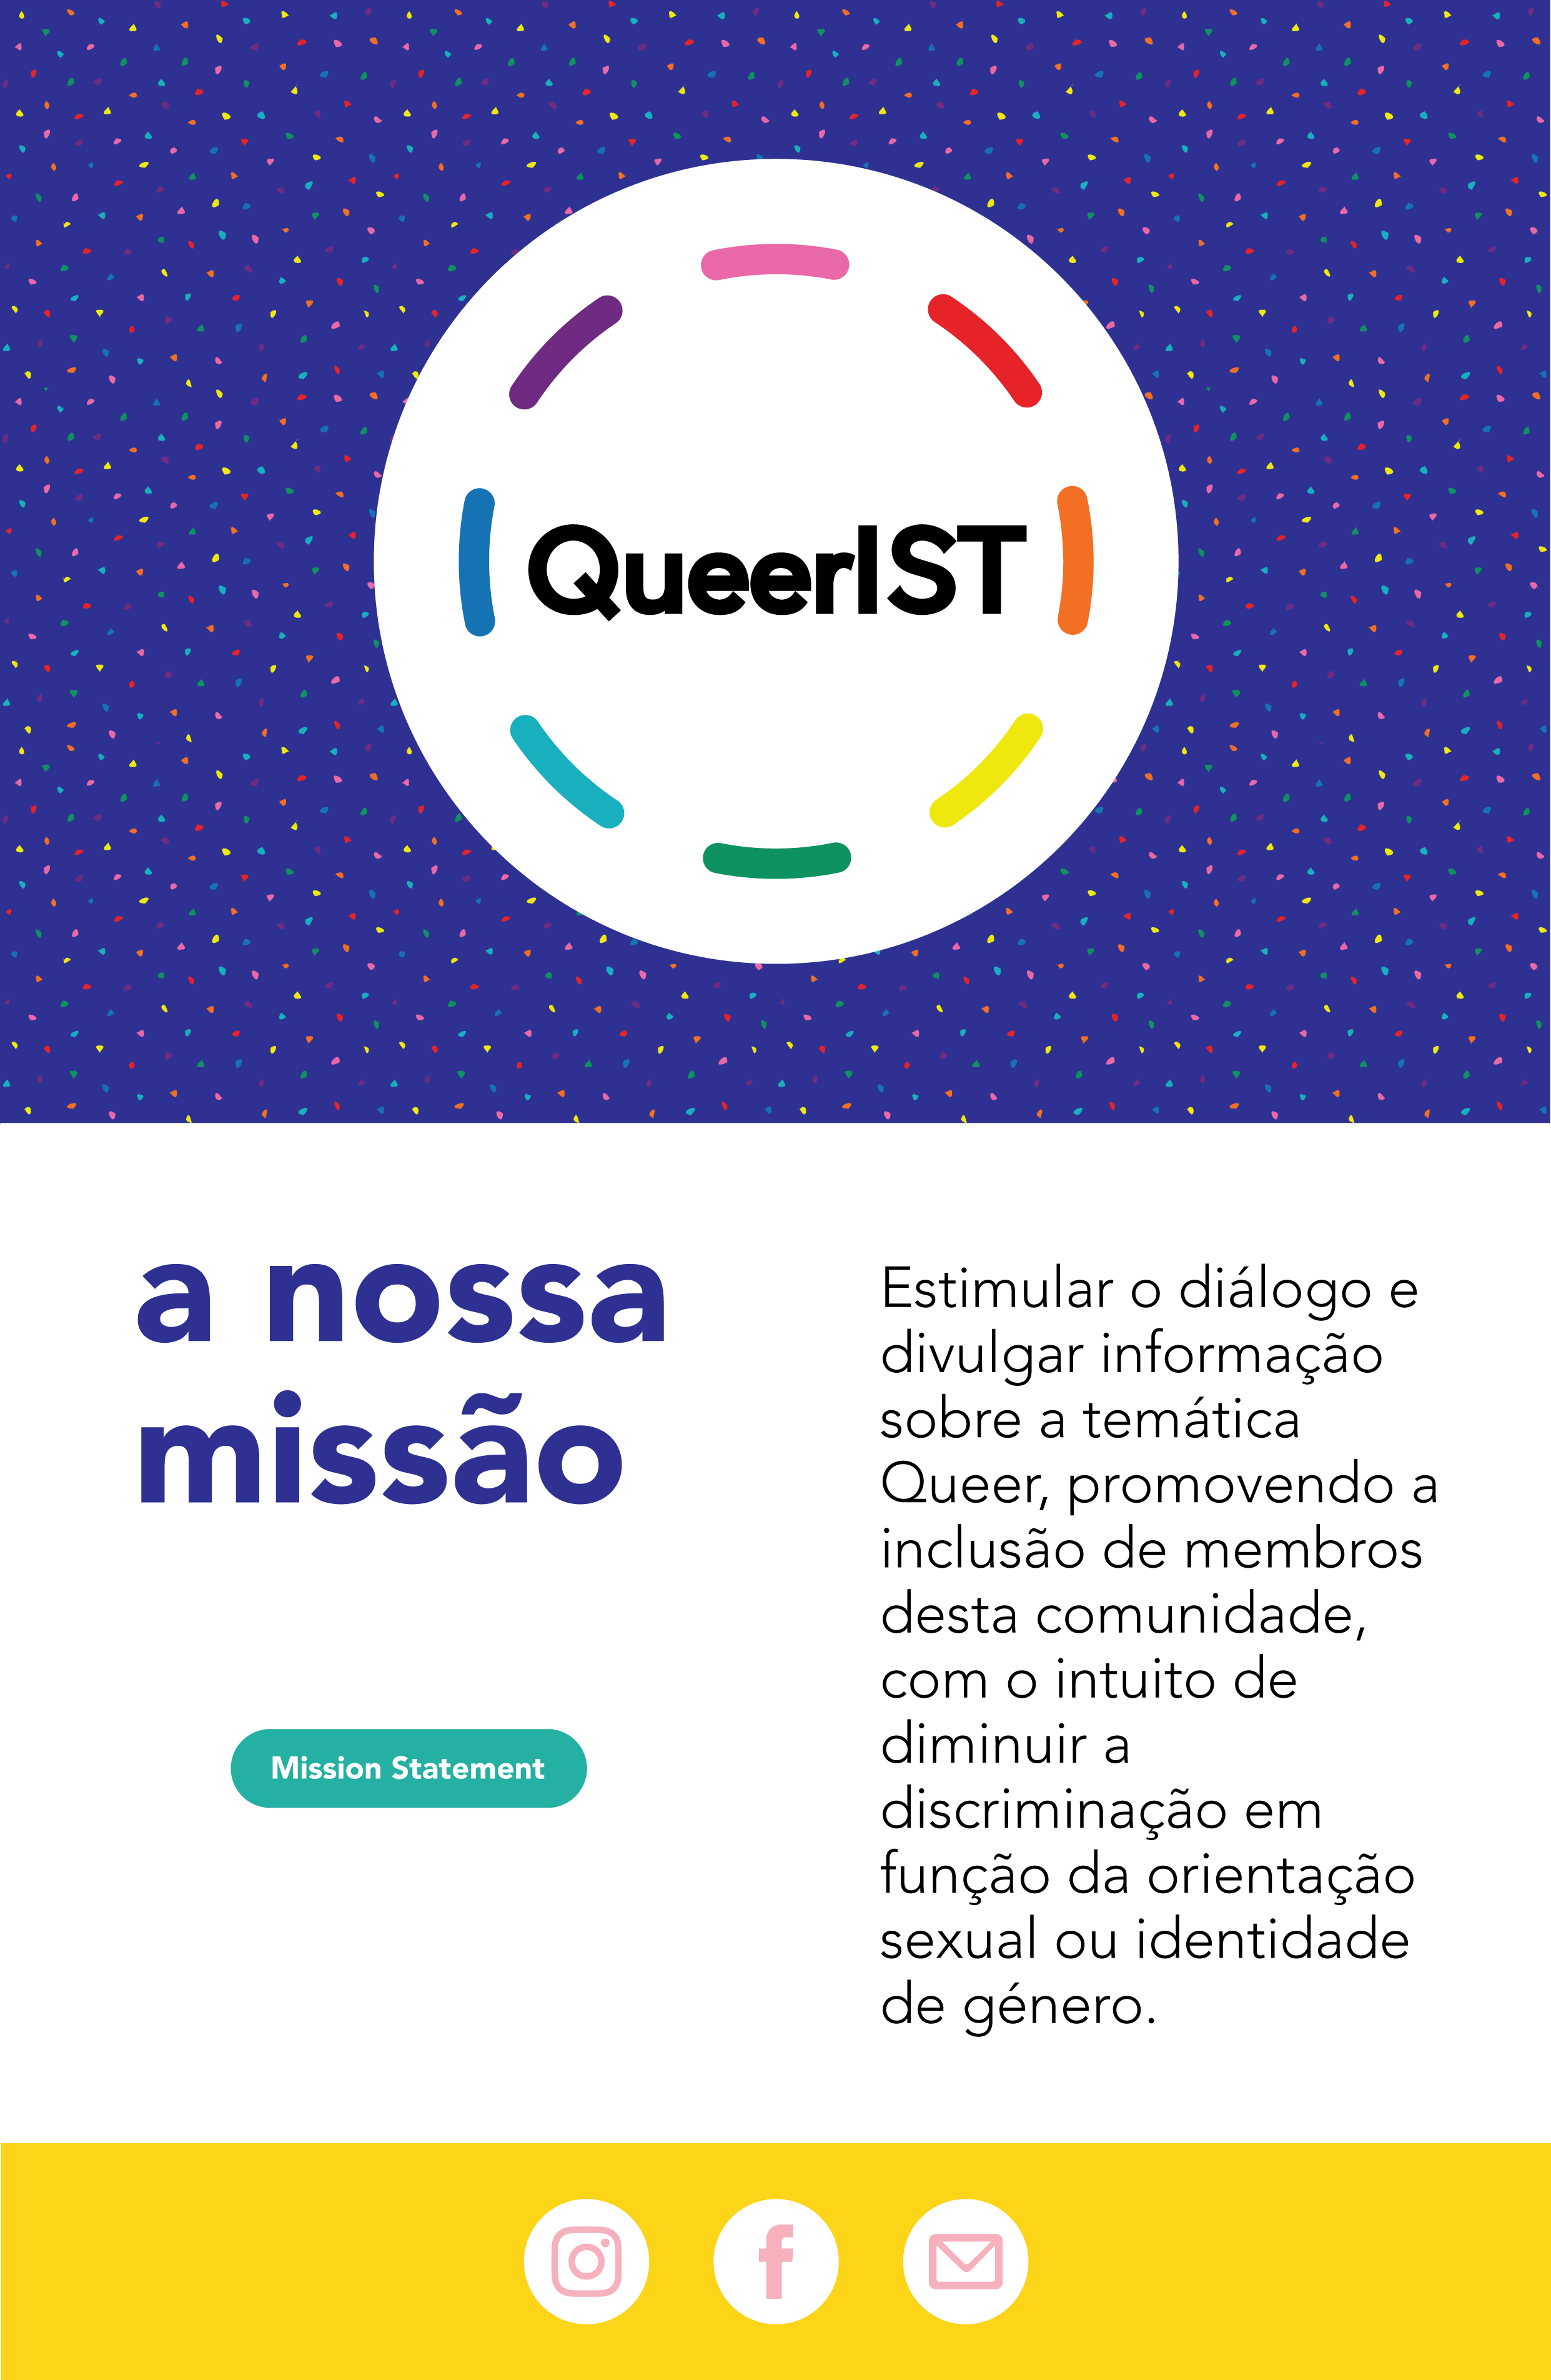 QueerIST
a nossa
missão
Mission Statement
Estimular o diálogo e
divulgar informação
sobre a temática
Queer, promovendo a
inclusão de membros
desta comunidade,
com o intuito de
diminuir a
discriminação em
função da orientação
sexual ou identidade
de género.